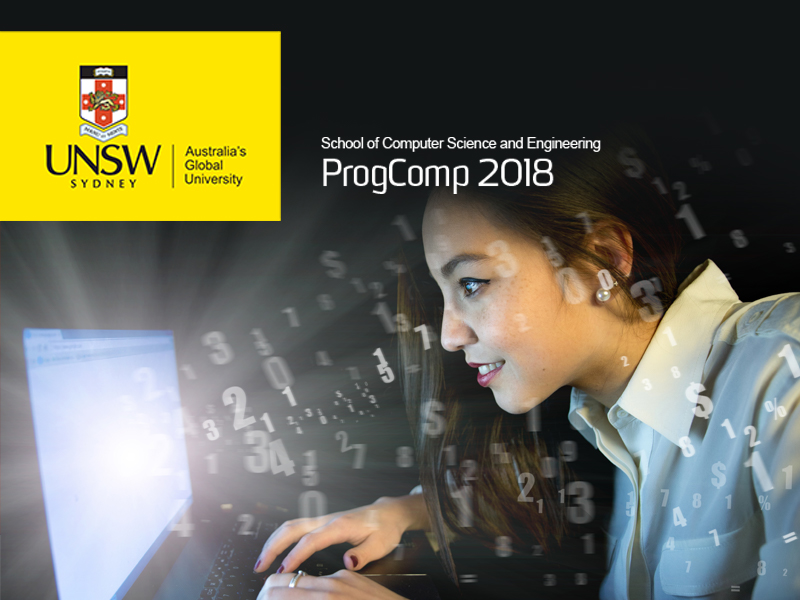 UNSW
SYDNEY
Australia's
Global
University
School of Computer Science and Engineering
ProgComp 2018